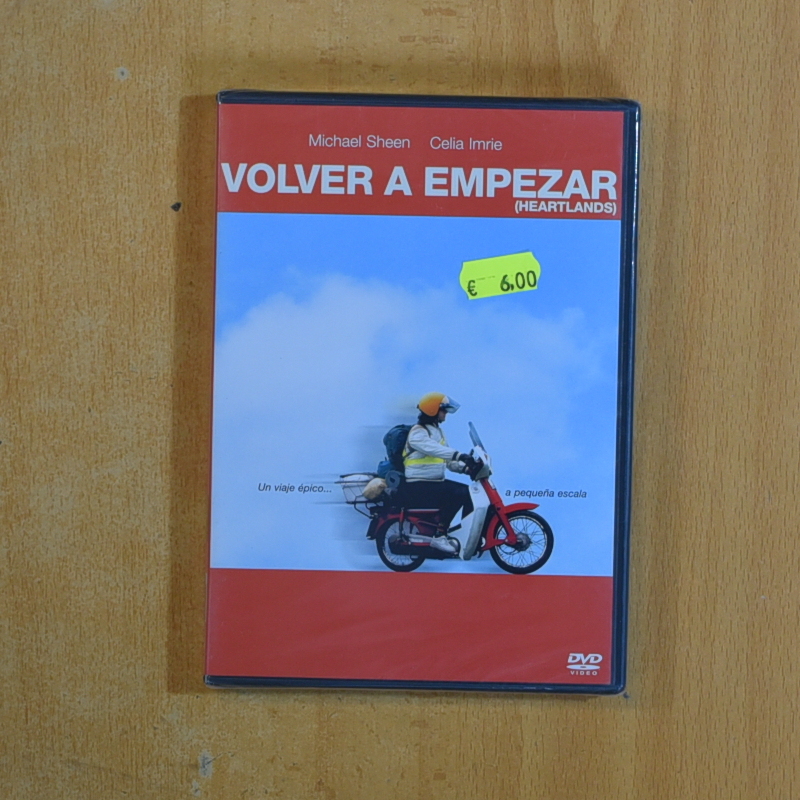 Michael Sheen Celia Imrie
VOLVER A EMPEZAR
(HEARTLANDS)
€ 6,00
Un viaje épico... a pequeña escala
DVD
VIDEO